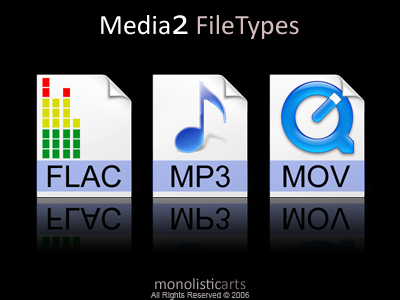 Media2 FileTypes
FLAC
MP3
MOV
monolisticarts
All Rights Reserved © 2006